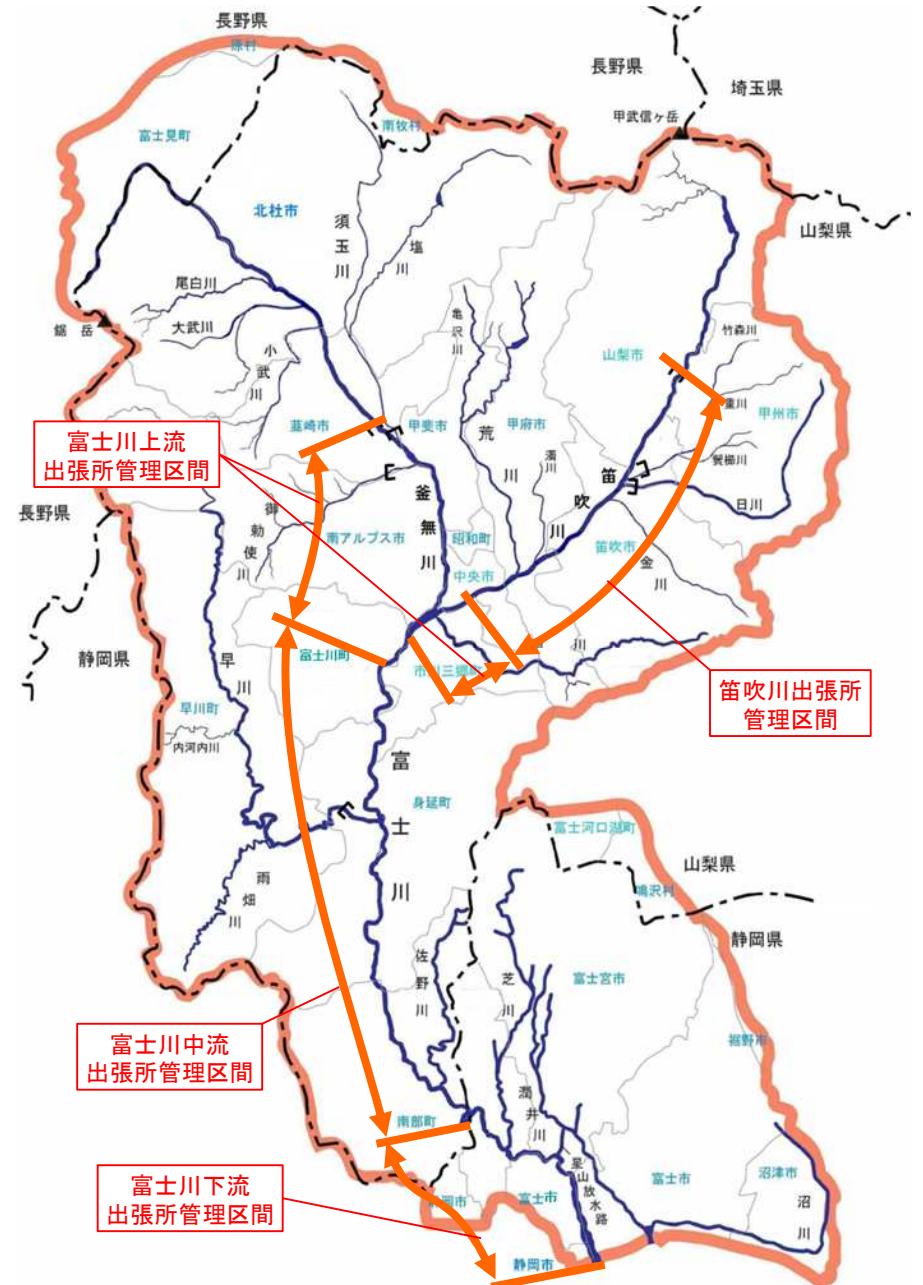 長野県
原村
長野県
埼玉県
甲武信ヶ岳
南牧村
富士見町
北杜市
須玉川
塩川
山梨県
尾白川
大武川
鋸岳
小武川
亀沢川
竹森川
山梨市
重川
甲州市
韮崎市
甲斐市
荒川
甲府市
濁川
笛吹川
鬢櫛川
日川
富士川上流
出張所管理区間
長野県
御勅使川
釜無川
南アルプス市
昭和町
中央市
笛吹市
金川
静岡県
富士川町
川
早川
早川町
内河内川
笛吹川出張所
管理区間
富士川
身延町
富士河口湖町
山梨県
鳴沢村
静岡県
雨畑川
佐野川
芝川
富士宮市
裾野市
富士川中流
出張所管理区間
南部町
潤井川
星山放水路
富士市
沼津市
沼川
富士川下流
出張所管理区間
富士市
静岡市